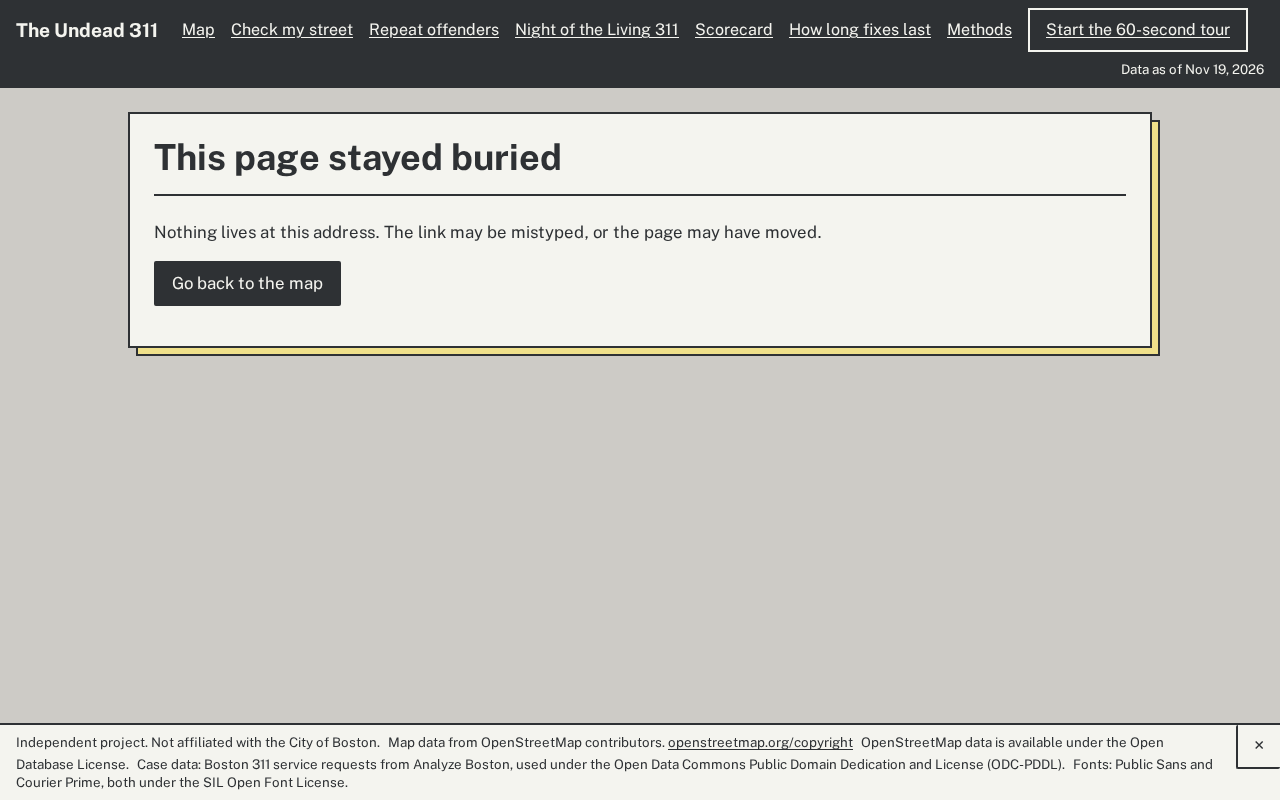 The Undead 311 Map Check my street Repeat offenders Night of the Living 311 Scorecard How long fixes last Methods Start the 60-second tour
Data as of Nov 19, 2026
This page stayed buried
Nothing lives at this address. The link may be mistyped, or the page may have moved.
Go back to the map
Independent project. Not affiliated with the City of Boston. Map data from OpenStreetMap contributors. openstreetmap.org/copyright OpenStreetMap data is available under the Open
Database License. Case data: Boston 311 service requests from Analyze Boston, used under the Open Data Commons Public Domain Dedication and License (ODC-PDDL). Fonts: Public Sans and
Courier Prime, both under the SIL Open Font License.
×